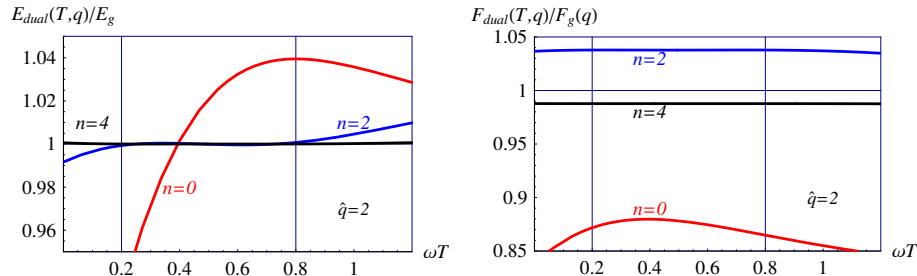 E_dual(T,q)/E_g
1.04
1.02
1
0.98
0.96
n=4
n=2
n=0
q̂=2
0.2 0.4 0.6 0.8 1 ωT
F_dual(T,q)/F_g(q)
1.05
1
0.95
0.9
0.85
n=2
n=4
n=0
q̂=2
0.2 0.4 0.6 0.8 1 ωT